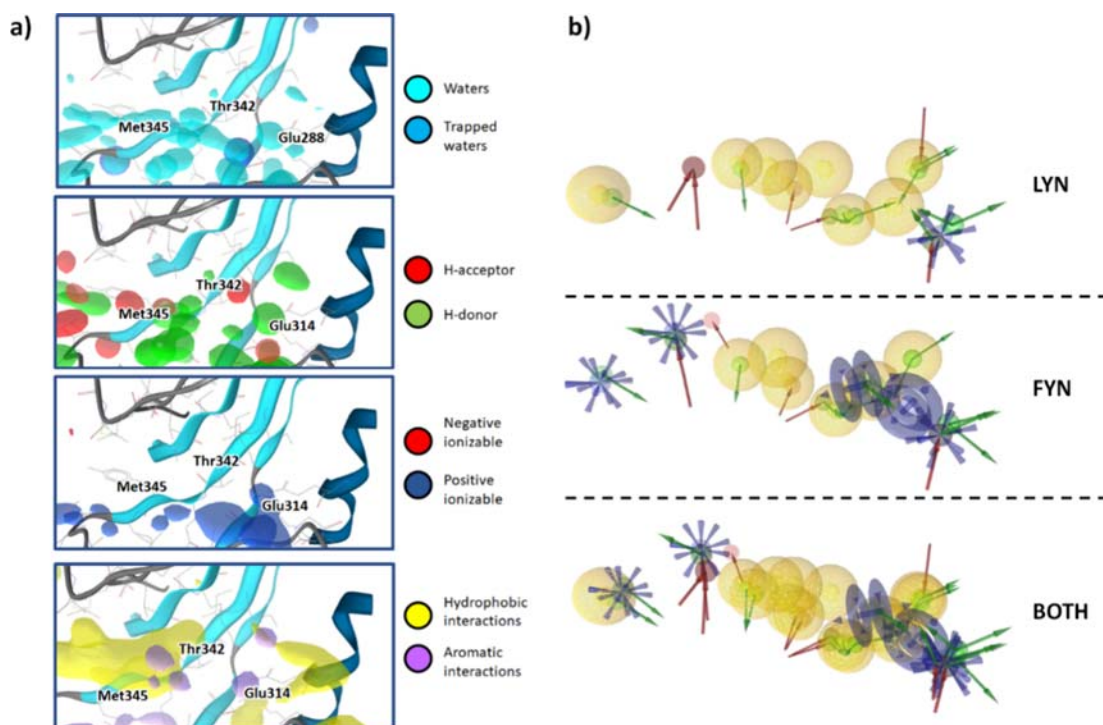 a)
Thr342
Met345
Glu288
Waters
Trapped
waters
Thr342
Met345
Glu314
H-acceptor
H-donor
Thr342
Met345
Glu314
Negative
ionizable
Positive
ionizable
Thr342
Met345
Glu314
Hydrophobic
interactions
Aromatic
interactions
b)
LYN
FYN
BOTH